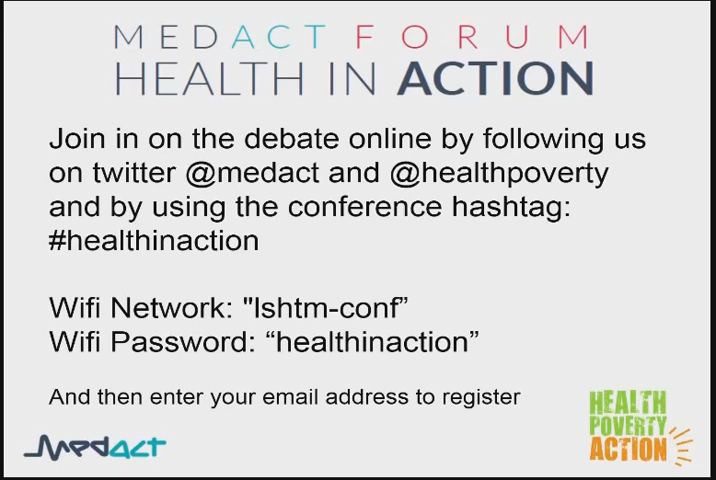 MEDACT FORUM
HEALTH IN ACTION
Join in on the debate online by following us
on twitter @medact and @healthpoverty
and by using the conference hashtag:
#healthinaction
Wifi Network: "lshtm-conf”
Wifi Password: “healthinaction”
And then enter your email address to register
Medact
HEALTH
POVERTY
ACTION